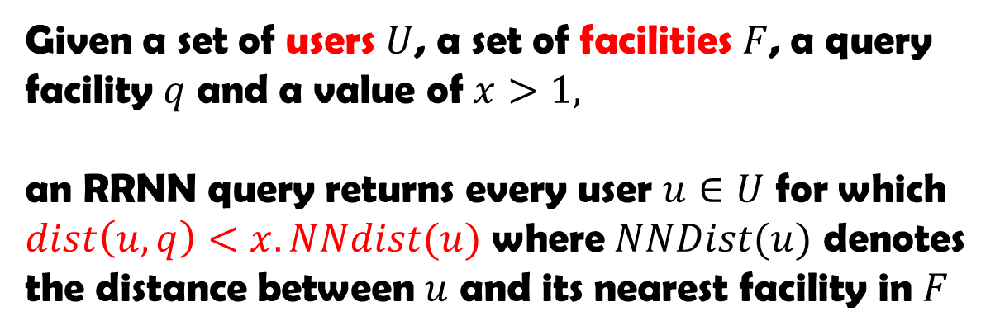 Given a set of users U, a set of facilities F, a query
facility q and a value of x > 1,
an RRNN query returns every user u ∈ U for which
dist(u, q) < x. NNdist(u) where NNDist(u) denotes
the distance between u and its nearest facility in F